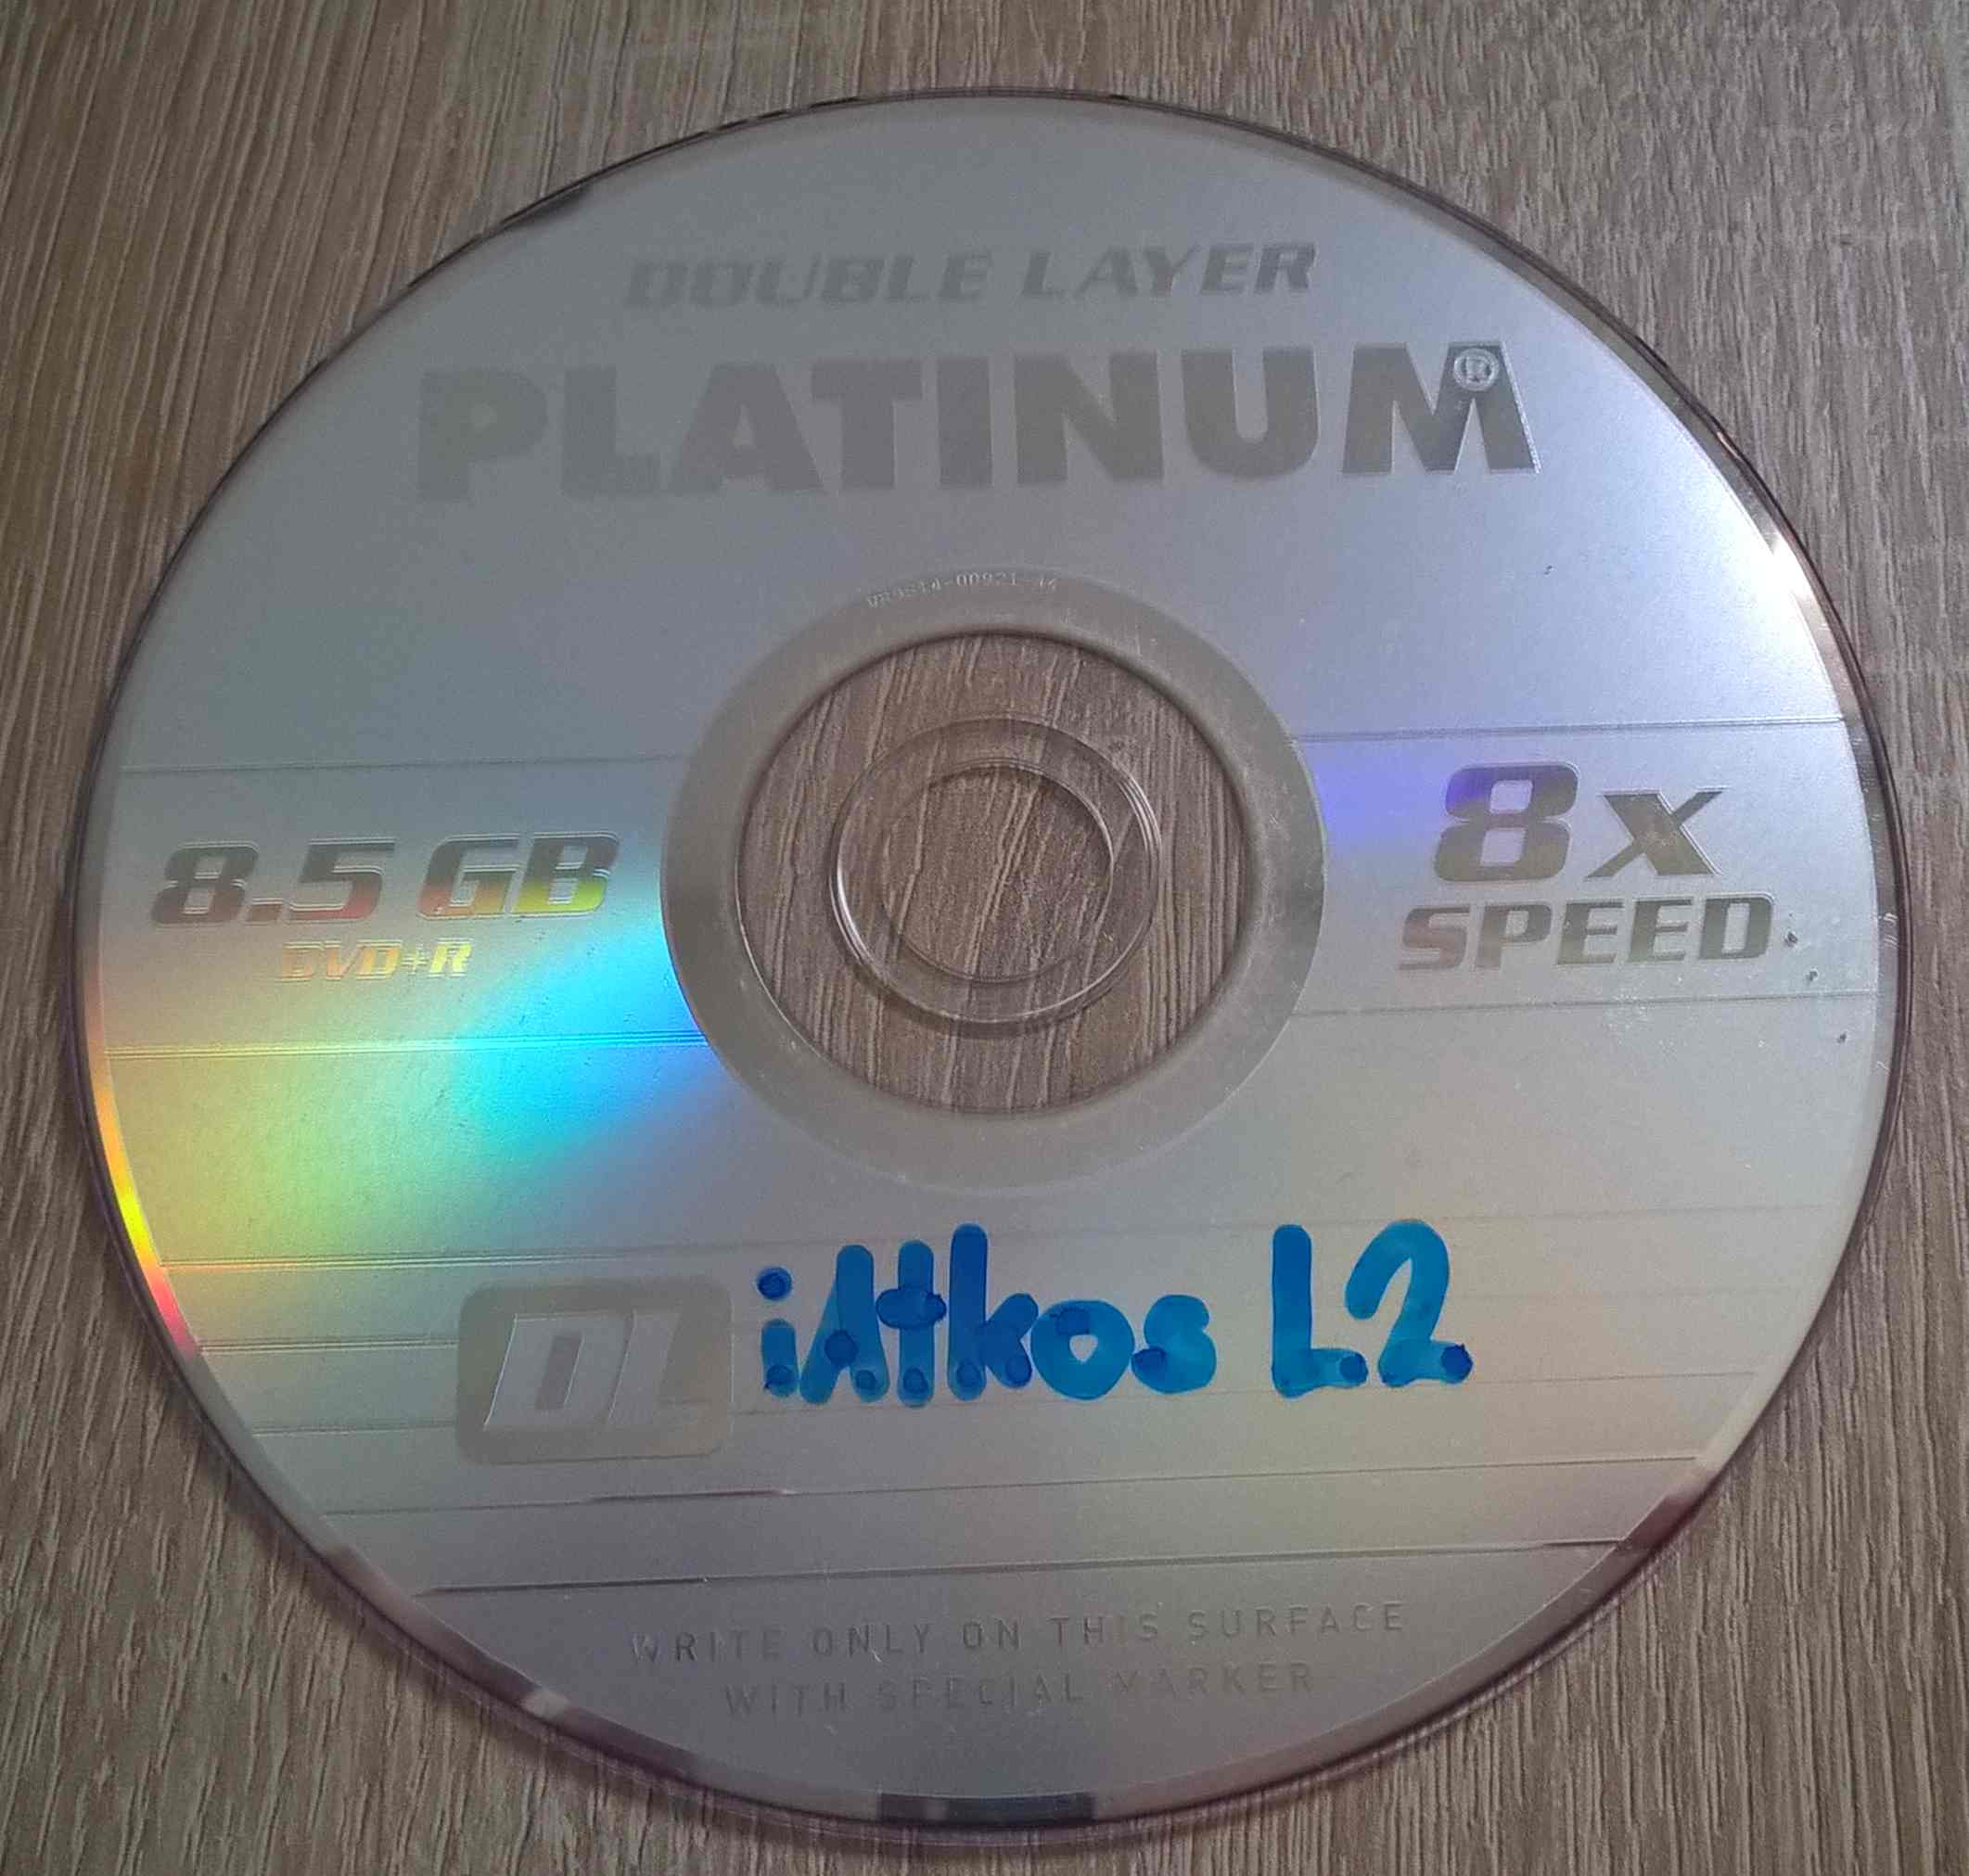 DOUBLE LAYER
PLATINUM®
8.5 GB
DVD+R
8x
SPEED
DL
iAtkos L2
WRITE ONLY ON THIS SURFACE
WITH SPECIAL MARKER